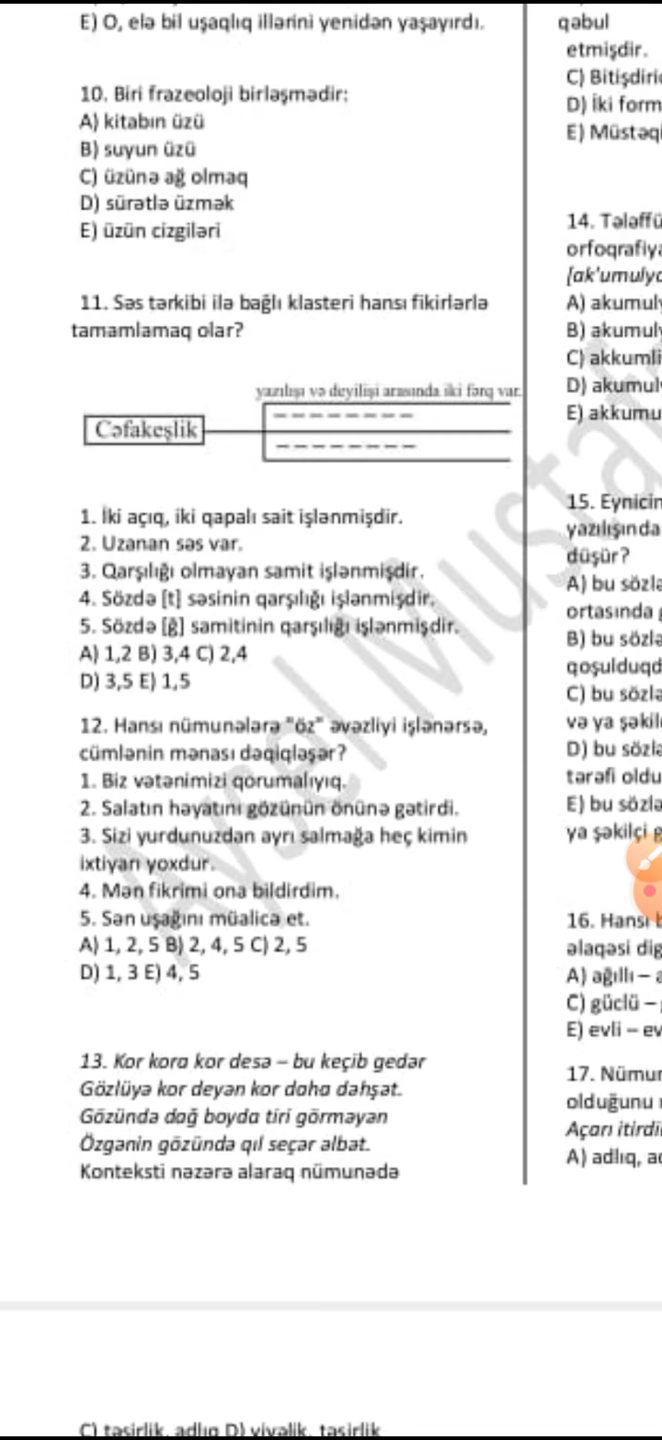 E) O, elə bil uşaqlıq illərini yenidən yaşayırdı.
10. Biri frazeoloji birləşmədir:
A) kitabın üzü
B) suyun üzü
C) üzünə ağ olmaq
D) sürətlə üzmək
E) üzün cizgiləri
11. Səs tərkibi ilə bağlı klasteri hansı fikirlərlə
tamamlamaq olar?
yazılışı və deyilişi arasında iki fərq var.
Cəfakeşlik
1. İki açıq, iki qapalı sait işlənmişdir.
2. Uzanan səs var.
3. Qarşılığı olmayan samit işlənmişdir.
4. Sözdə [t] səsinin qarşılığı işlənmişdir.
5. Sözdə [ğ] samitinin qarşılığı işlənmişdir.
A) 1,2 B) 3,4 C) 2,4
D) 3,5 E) 1,5
12. Hansı nümunələrə "öz" əvəzliyi işlənərsə,
cümlənin mənası dəqiqləşər?
1. Biz vətənimizi qorumalıyıq.
2. Salatın həyatını gözünün önünə gətirdi.
3. Sizi yurdunuzdan ayrı salmağa heç kimin
ixtiyarı yoxdur.
4. Mən fikrimi ona bildirdim.
5. Sən uşağını müalicə et.
A) 1, 2, 5 B) 2, 4, 5 C) 2, 5
D) 1, 3 E) 4, 5
13. Kor kora kor desə – bu keçib gedər
Gözlüyə kor deyən kor daha dəhşət.
Gözündə dağ boyda tiri görməyən
Özgənin gözündə qıl seçər əlbət.
Konteksti nəzərə alaraq nümunədə
qəbul
etmişdir.
C) Bitişdiri
D) İki form
E) Müstəqi
14. Tələffü
orfoqrafiya
[ak'umulya
A) akumuly
B) əkumuly
C) akkumli
D) akumul
E) akkumu
15. Eynicin
yazılışında
düşür?
A) bu sözlə
ortasında
B) bu sözlə
qoşulduqd
C) bu sözlə
və ya şəkil
D) bu sözlə
tərəfi oldu
E) bu sözlə
ya şəkilçi g
16. Hansı b
əlaqəsi dig
A) ağıllı – a
C) güclü –
E) evli – ev
17. Nümun
olduğunu
Açarı itirdi
A) adlıq, a
C) təsirlik, adlıq D) yiyəlik, təsirlik
Aysel Mustafa